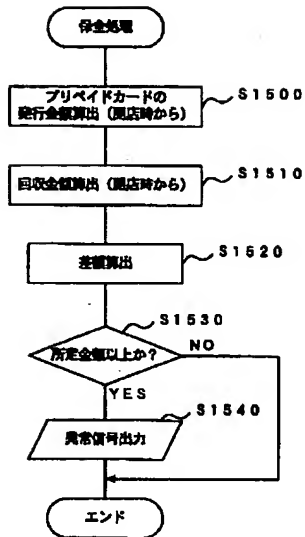 保全処理
プリペイドカードの
発行金額算出(開店時から)
S1500
回収金額算出(開店時から)
S1510
差額算出
S1520
S1530
所定金額以上か?
NO
YES
S1540
異常信号出力
エンド